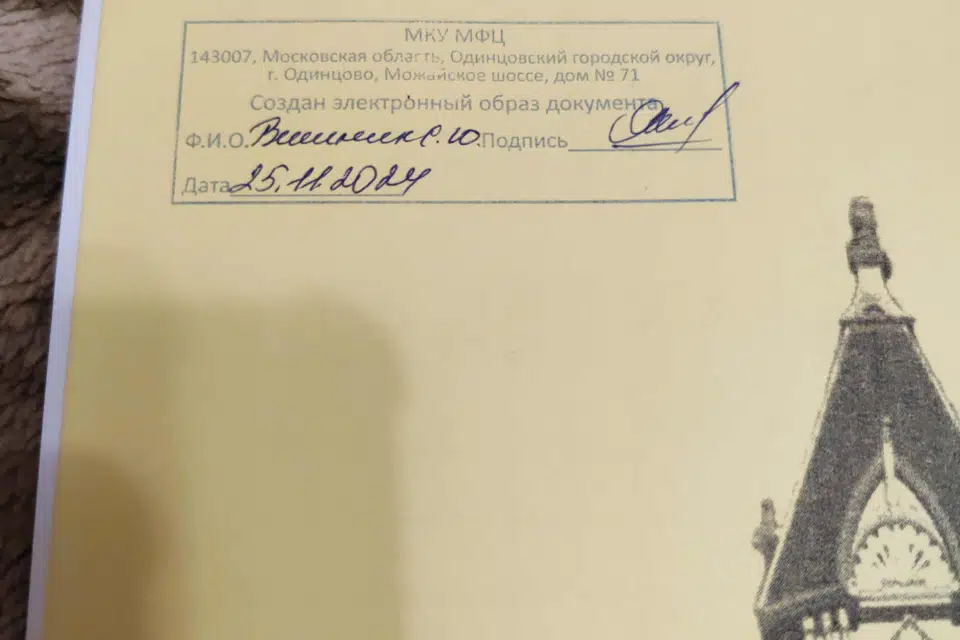 МКУ МФЦ
143007, Московская область, Одинцовский городской округ,
г. Одинцово, Можайское шоссе, дом № 71
Создан электронный образ документа
Ф.И.О. С.Ю. Подпись
Дата 25.11.2024